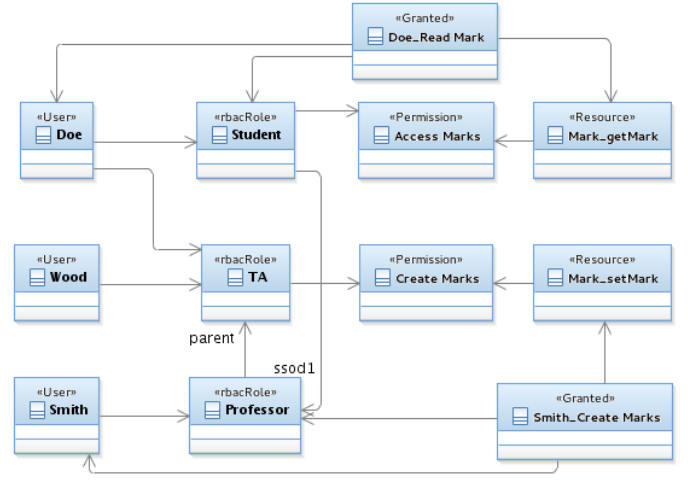 «Granted»
Doe_Read Mark
«User»
Doe
«rbacRole»
Student
«Permission»
Access Marks
«Resource»
Mark_getMark
«User»
Wood
«rbacRole»
TA
«Permission»
Create Marks
«Resource»
Mark_setMark
parent
ssod1
«User»
Smith
«rbacRole»
Professor
«Granted»
Smith_Create Marks